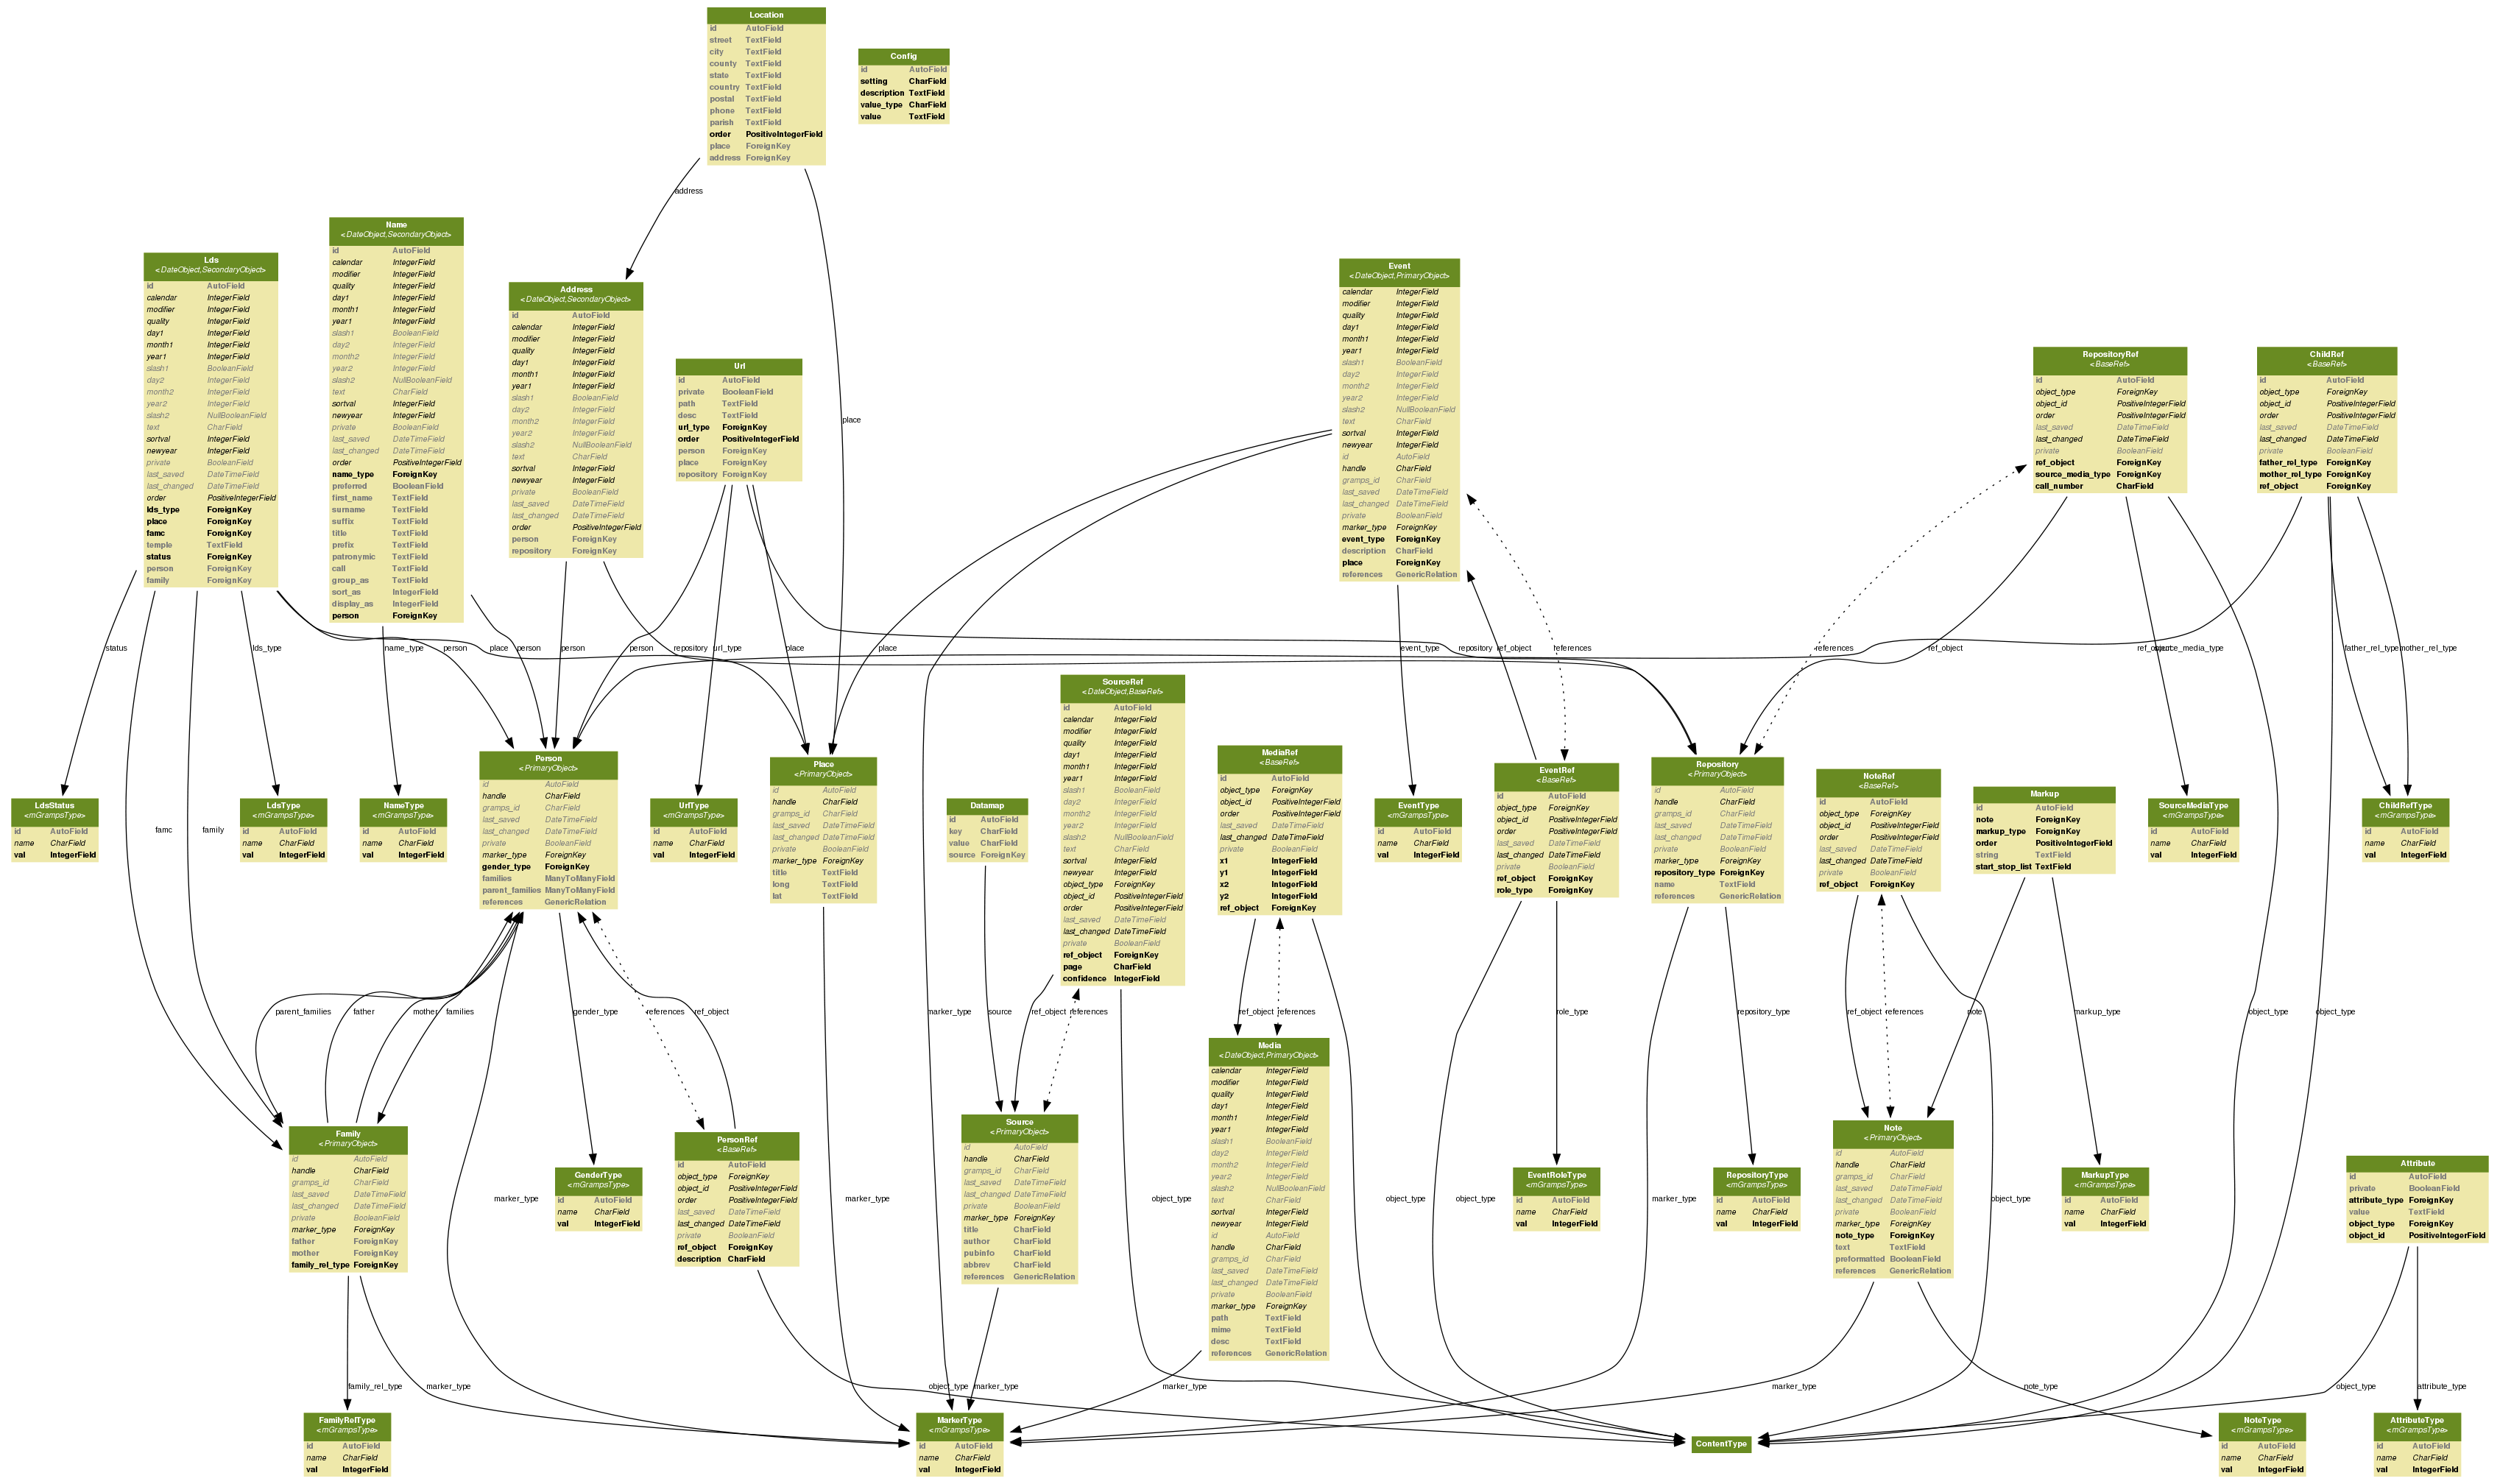 Location
id AutoField
street TextField
city TextField
county TextField
state TextField
country TextField
postal TextField
phone TextField
parish TextField
order PositiveIntegerField
place ForeignKey
address ForeignKey
Config
id AutoField
setting CharField
description TextField
value_type CharField
value TextField
address
place
Name
<DateObject,SecondaryObject>
id AutoField
calendar IntegerField
modifier IntegerField
quality IntegerField
day1 IntegerField
month1 IntegerField
year1 IntegerField
slash1 BooleanField
day2 IntegerField
month2 IntegerField
year2 IntegerField
slash2 NullBooleanField
text CharField
sortval IntegerField
newyear IntegerField
private BooleanField
last_saved DateTimeField
last_changed DateTimeField
order PositiveIntegerField
name_type ForeignKey
preferred BooleanField
first_name TextField
surname TextField
suffix TextField
title TextField
prefix TextField
patronymic TextField
call TextField
group_as TextField
sort_as IntegerField
display_as IntegerField
person ForeignKey
Lds
<DateObject,SecondaryObject>
id AutoField
calendar IntegerField
modifier IntegerField
quality IntegerField
day1 IntegerField
month1 IntegerField
year1 IntegerField
slash1 BooleanField
day2 IntegerField
month2 IntegerField
year2 IntegerField
slash2 NullBooleanField
text CharField
sortval IntegerField
newyear IntegerField
private BooleanField
last_saved DateTimeField
last_changed DateTimeField
order PositiveIntegerField
lds_type ForeignKey
place ForeignKey
famc ForeignKey
temple TextField
status ForeignKey
person ForeignKey
family ForeignKey
Address
<DateObject,SecondaryObject>
id AutoField
calendar IntegerField
modifier IntegerField
quality IntegerField
day1 IntegerField
month1 IntegerField
year1 IntegerField
slash1 BooleanField
day2 IntegerField
month2 IntegerField
year2 IntegerField
slash2 NullBooleanField
text CharField
sortval IntegerField
newyear IntegerField
private BooleanField
last_saved DateTimeField
last_changed DateTimeField
order PositiveIntegerField
person ForeignKey
repository ForeignKey
Url
id AutoField
private BooleanField
path TextField
desc TextField
url_type ForeignKey
order PositiveIntegerField
person ForeignKey
place ForeignKey
repository ForeignKey
Event
<DateObject,PrimaryObject>
calendar IntegerField
modifier IntegerField
quality IntegerField
day1 IntegerField
month1 IntegerField
year1 IntegerField
slash1 BooleanField
day2 IntegerField
month2 IntegerField
year2 IntegerField
slash2 NullBooleanField
text CharField
sortval IntegerField
newyear IntegerField
id AutoField
handle CharField
gramps_id CharField
last_saved DateTimeField
last_changed DateTimeField
private BooleanField
marker_type ForeignKey
event_type ForeignKey
description CharField
place ForeignKey
references GenericRelation
RepositoryRef
<BaseRef>
id AutoField
object_type ForeignKey
object_id PositiveIntegerField
order PositiveIntegerField
last_saved DateTimeField
last_changed DateTimeField
private BooleanField
ref_object ForeignKey
source_media_type ForeignKey
call_number CharField
ChildRef
<BaseRef>
id AutoField
object_type ForeignKey
object_id PositiveIntegerField
order PositiveIntegerField
last_saved DateTimeField
last_changed DateTimeField
private BooleanField
father_rel_type ForeignKey
mother_rel_type ForeignKey
ref_object ForeignKey
status
lds_type
name_type
person
place
person
person
person
repository
url_type
place
place
event_type
repository
ref_object
references
references
ref_object
ref_object
source_media_type
father_rel_type
mother_rel_type
SourceRef
<DateObject,BaseRef>
id AutoField
calendar IntegerField
modifier IntegerField
quality IntegerField
day1 IntegerField
month1 IntegerField
year1 IntegerField
slash1 BooleanField
day2 IntegerField
month2 IntegerField
year2 IntegerField
slash2 NullBooleanField
text CharField
sortval IntegerField
newyear IntegerField
object_type ForeignKey
object_id PositiveIntegerField
order PositiveIntegerField
last_saved DateTimeField
last_changed DateTimeField
private BooleanField
ref_object ForeignKey
page CharField
confidence IntegerField
LdsStatus
<mGrampsType>
id AutoField
name CharField
val IntegerField
famc
family
LdsType
<mGrampsType>
id AutoField
name CharField
val IntegerField
NameType
<mGrampsType>
id AutoField
name CharField
val IntegerField
Person
<PrimaryObject>
id AutoField
handle CharField
gramps_id CharField
last_saved DateTimeField
last_changed DateTimeField
private BooleanField
marker_type ForeignKey
gender_type ForeignKey
families ManyToManyField
parent_families ManyToManyField
references GenericRelation
UrlType
<mGrampsType>
id AutoField
name CharField
val IntegerField
Place
<PrimaryObject>
id AutoField
handle CharField
gramps_id CharField
last_saved DateTimeField
last_changed DateTimeField
private BooleanField
marker_type ForeignKey
title TextField
long TextField
lat TextField
Datamap
id AutoField
key CharField
value CharField
source ForeignKey
MediaRef
<BaseRef>
id AutoField
object_type ForeignKey
object_id PositiveIntegerField
order PositiveIntegerField
last_saved DateTimeField
last_changed DateTimeField
private BooleanField
x1 IntegerField
y1 IntegerField
x2 IntegerField
y2 IntegerField
ref_object ForeignKey
EventType
<mGrampsType>
id AutoField
name CharField
val IntegerField
EventRef
<BaseRef>
id AutoField
object_type ForeignKey
object_id PositiveIntegerField
order PositiveIntegerField
last_saved DateTimeField
last_changed DateTimeField
private BooleanField
ref_object ForeignKey
role_type ForeignKey
Repository
<PrimaryObject>
id AutoField
handle CharField
gramps_id CharField
last_saved DateTimeField
last_changed DateTimeField
private BooleanField
marker_type ForeignKey
repository_type ForeignKey
name TextField
references GenericRelation
NoteRef
<BaseRef>
id AutoField
object_type ForeignKey
object_id PositiveIntegerField
order PositiveIntegerField
last_saved DateTimeField
last_changed DateTimeField
private BooleanField
ref_object ForeignKey
Markup
id AutoField
note ForeignKey
markup_type ForeignKey
order PositiveIntegerField
string TextField
start_stop_list TextField
SourceMediaType
<mGrampsType>
id AutoField
name CharField
val IntegerField
ChildRefType
<mGrampsType>
id AutoField
name CharField
val IntegerField
parent_families
father
mother
families
gender_type
references
ref_object
marker_type
source
ref_object
references
ref_object
references
role_type
repository_type
ref_object
references
note
markup_type
object_type
object_type
Family
<PrimaryObject>
id AutoField
handle CharField
gramps_id CharField
last_saved DateTimeField
last_changed DateTimeField
private BooleanField
marker_type ForeignKey
father ForeignKey
mother ForeignKey
family_rel_type ForeignKey
marker_type
GenderType
<mGrampsType>
id AutoField
name CharField
val IntegerField
PersonRef
<BaseRef>
id AutoField
object_type ForeignKey
object_id PositiveIntegerField
order PositiveIntegerField
last_saved DateTimeField
last_changed DateTimeField
private BooleanField
ref_object ForeignKey
description CharField
marker_type
Source
<PrimaryObject>
id AutoField
handle CharField
gramps_id CharField
last_saved DateTimeField
last_changed DateTimeField
private BooleanField
marker_type ForeignKey
title CharField
author CharField
pubinfo CharField
abbrev CharField
references GenericRelation
object_type
Media
<DateObject,PrimaryObject>
calendar IntegerField
modifier IntegerField
quality IntegerField
day1 IntegerField
month1 IntegerField
year1 IntegerField
slash1 BooleanField
day2 IntegerField
month2 IntegerField
year2 IntegerField
slash2 NullBooleanField
text CharField
sortval IntegerField
newyear IntegerField
id AutoField
handle CharField
gramps_id CharField
last_saved DateTimeField
last_changed DateTimeField
private BooleanField
marker_type ForeignKey
path TextField
mime TextField
desc TextField
references GenericRelation
object_type
object_type
EventRoleType
<mGrampsType>
id AutoField
name CharField
val IntegerField
marker_type
RepositoryType
<mGrampsType>
id AutoField
name CharField
val IntegerField
Note
<PrimaryObject>
id AutoField
handle CharField
gramps_id CharField
last_saved DateTimeField
last_changed DateTimeField
private BooleanField
marker_type ForeignKey
note_type ForeignKey
text TextField
preformatted BooleanField
references GenericRelation
object_type
MarkupType
<mGrampsType>
id AutoField
name CharField
val IntegerField
Attribute
id AutoField
private BooleanField
attribute_type ForeignKey
value TextField
object_type ForeignKey
object_id PositiveIntegerField
family_rel_type
marker_type
object_type
marker_type
marker_type
marker_type
note_type
object_type
attribute_type
FamilyRelType
<mGrampsType>
id AutoField
name CharField
val IntegerField
MarkerType
<mGrampsType>
id AutoField
name CharField
val IntegerField
ContentType
NoteType
<mGrampsType>
id AutoField
name CharField
val IntegerField
AttributeType
<mGrampsType>
id AutoField
name CharField
val IntegerField